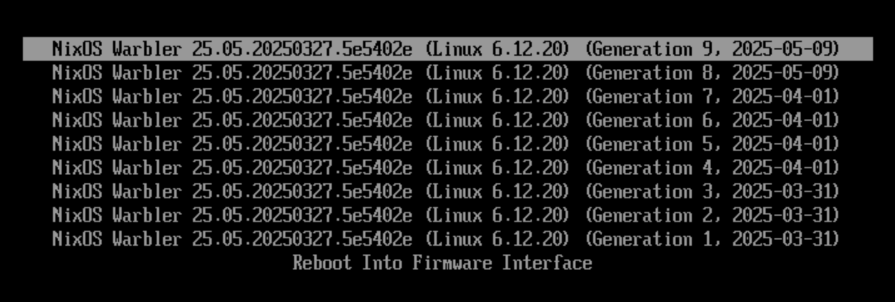 NixOS Warbler 25.05.20250327.5e5402e (Linux 6.12.20) (Generation 9, 2025-05-09)
NixOS Warbler 25.05.20250327.5e5402e (Linux 6.12.20) (Generation 8, 2025-05-09)
NixOS Warbler 25.05.20250327.5e5402e (Linux 6.12.20) (Generation 7, 2025-04-01)
NixOS Warbler 25.05.20250327.5e5402e (Linux 6.12.20) (Generation 6, 2025-04-01)
NixOS Warbler 25.05.20250327.5e5402e (Linux 6.12.20) (Generation 5, 2025-04-01)
NixOS Warbler 25.05.20250327.5e5402e (Linux 6.12.20) (Generation 4, 2025-04-01)
NixOS Warbler 25.05.20250327.5e5402e (Linux 6.12.20) (Generation 3, 2025-03-31)
NixOS Warbler 25.05.20250327.5e5402e (Linux 6.12.20) (Generation 2, 2025-03-31)
NixOS Warbler 25.05.20250327.5e5402e (Linux 6.12.20) (Generation 1, 2025-03-31)
Reboot Into Firmware Interface